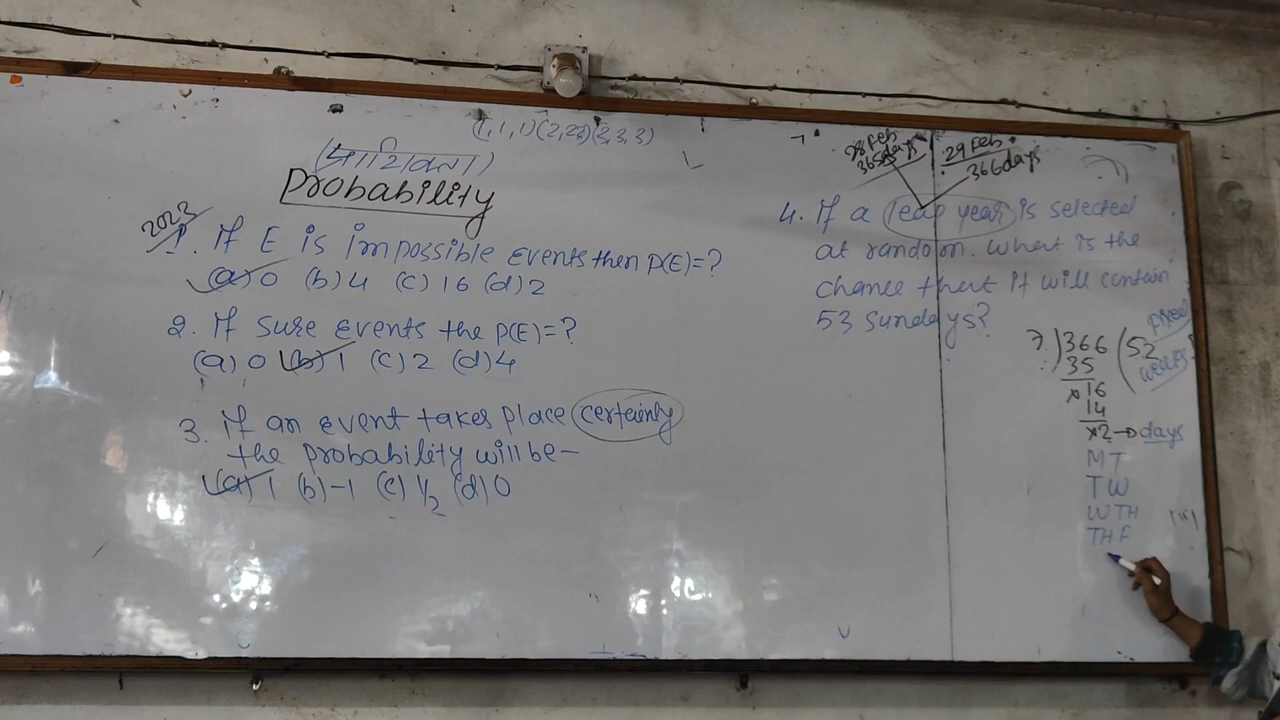 (1,1,1)(2,2,2)(3,3,3)
(प्रायिकता)
Probability
2023
1. If E is impossible events then P(E)=?
(a) 0 (b) 4 (c) 16 (d) 2
2. If sure events the P(E)=?
(a) 0 (b) 1 (c) 2 (d) 4
3. if an event takes place certainly
the probability will be-
(a) 1 (b) -1 (c) 1/2 (d) 0
28 Feb
365 days
29 Feb
366 days
4. If a leap year is selected
at random. what is the
chance that it will contain
53 sundays?
7) 366 (52
weeks
35
×16
14
×2→days
M T
T W
W TH
TH F